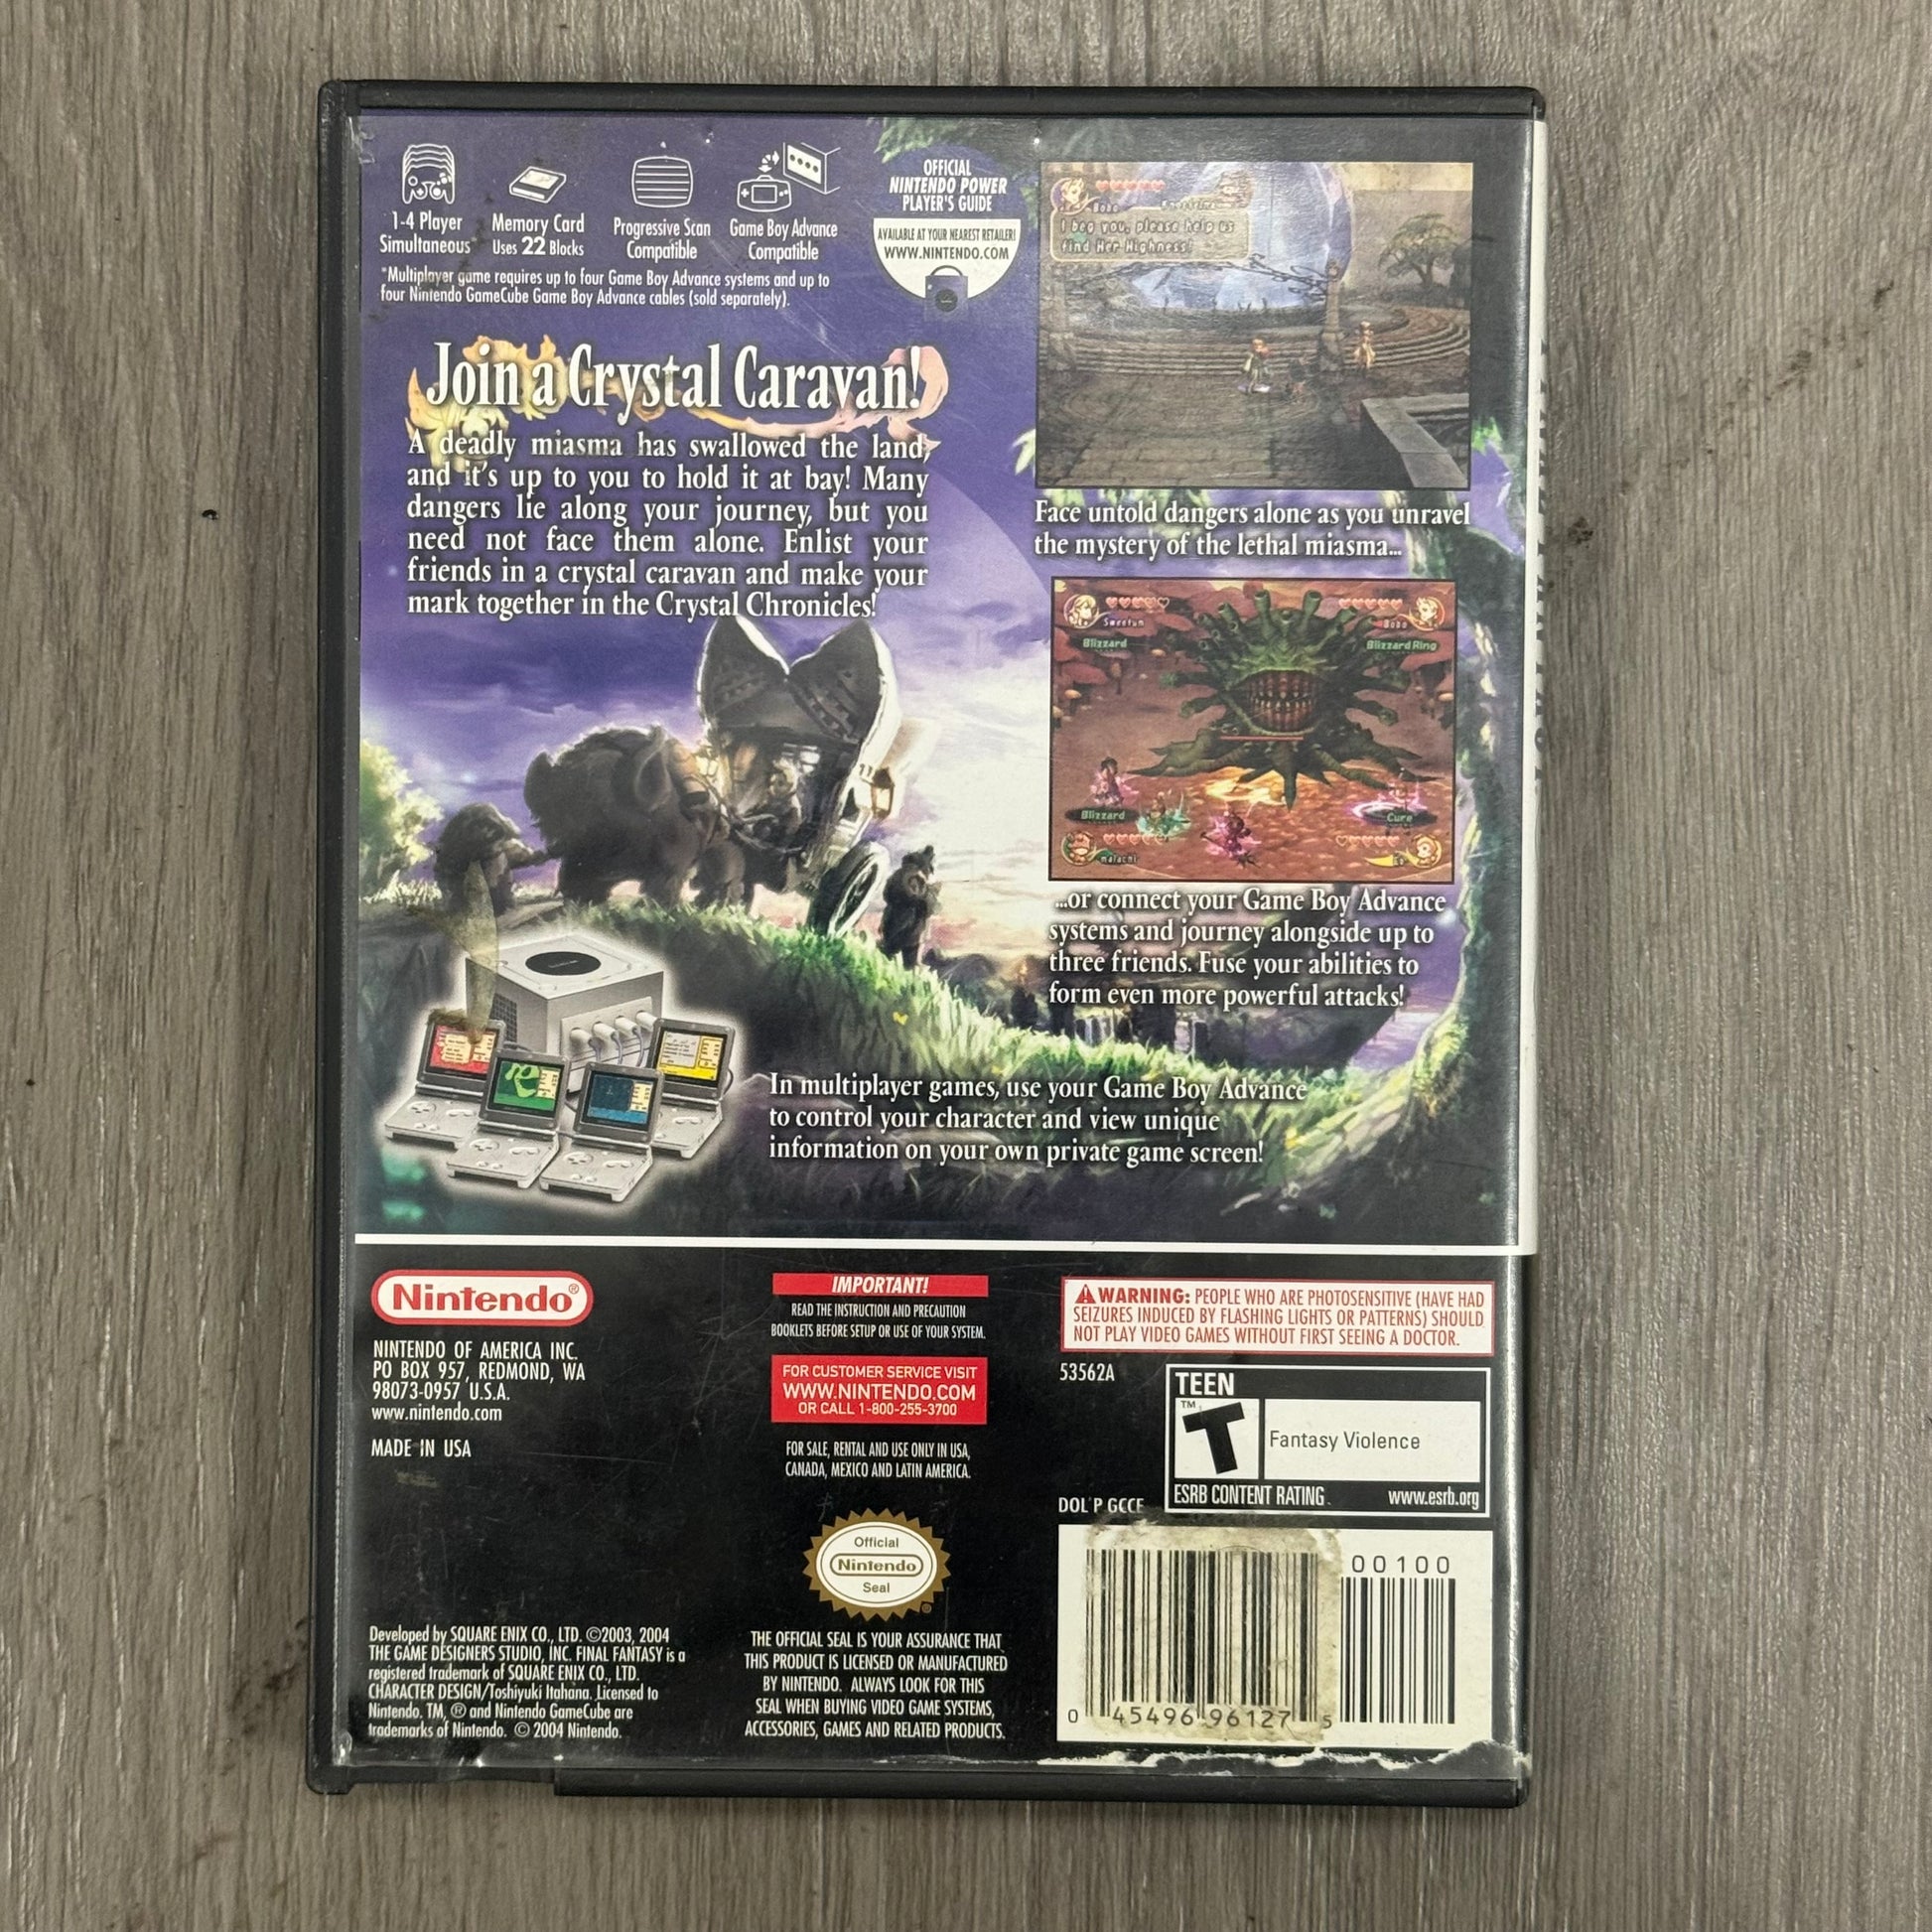 1-4 Player
Simultaneous*
Memory Card
Uses 22 Blocks
Progressive Scan
Compatible
Game Boy Advance
Compatible
*Multiplayer game requires up to four Game Boy Advance systems and up to
four Nintendo GameCube Game Boy Advance cables (sold separately).
OFFICIAL
NINTENDO POWER
PLAYER'S GUIDE
AVAILABLE AT YOUR NEAREST RETAILER!
WWW.NINTENDO.COM
Bobo
I beg you, please help us
find Her Highness!
Join a Crystal Caravan!
A deadly miasma has swallowed the land,
and it's up to you to hold it at bay! Many
dangers lie along your journey, but you
need not face them alone. Enlist your
friends in a crystal caravan and make your
mark together in the Crystal Chronicles!
Face untold dangers alone as you unravel
the mystery of the lethal miasma...
Sweetun
Bobo
Blizzard
Blizzard Ring
Blizzard
Cure
malachi
...or connect your Game Boy Advance
systems and journey alongside up to
three friends. Fuse your abilities to
form even more powerful attacks!
In multiplayer games, use your Game Boy Advance
to control your character and view unique
information on your own private game screen!
Nintendo®
NINTENDO OF AMERICA INC.
PO BOX 957, REDMOND, WA
98073-0957 U.S.A.
www.nintendo.com
MADE IN USA
IMPORTANT!
READ THE INSTRUCTION AND PRECAUTION
BOOKLETS BEFORE SETUP OR USE OF YOUR SYSTEM.
FOR CUSTOMER SERVICE VISIT
WWW.NINTENDO.COM
OR CALL 1-800-255-3700
FOR SALE, RENTAL AND USE ONLY IN USA,
CANADA, MEXICO AND LATIN AMERICA.
WARNING: PEOPLE WHO ARE PHOTOSENSITIVE (HAVE HAD
SEIZURES INDUCED BY FLASHING LIGHTS OR PATTERNS) SHOULD
NOT PLAY VIDEO GAMES WITHOUT FIRST SEEING A DOCTOR.
53562A
TEEN
T™
Fantasy Violence
ESRB CONTENT RATING
www.esrb.org
DOL P GCCE
Official
Nintendo
Seal
®
Developed by SQUARE ENIX CO., LTD. ©2003, 2004
THE GAME DESIGNERS STUDIO, INC. FINAL FANTASY is a
registered trademark of SQUARE ENIX CO., LTD.
CHARACTER DESIGN/Toshiyuki Itahana. Licensed to
Nintendo. TM, ® and Nintendo GameCube are
trademarks of Nintendo. © 2004 Nintendo.
THE OFFICIAL SEAL IS YOUR ASSURANCE THAT
THIS PRODUCT IS LICENSED OR MANUFACTURED
BY NINTENDO. ALWAYS LOOK FOR THIS
SEAL WHEN BUYING VIDEO GAME SYSTEMS,
ACCESSORIES, GAMES AND RELATED PRODUCTS.
00100
0 45496 96127 5